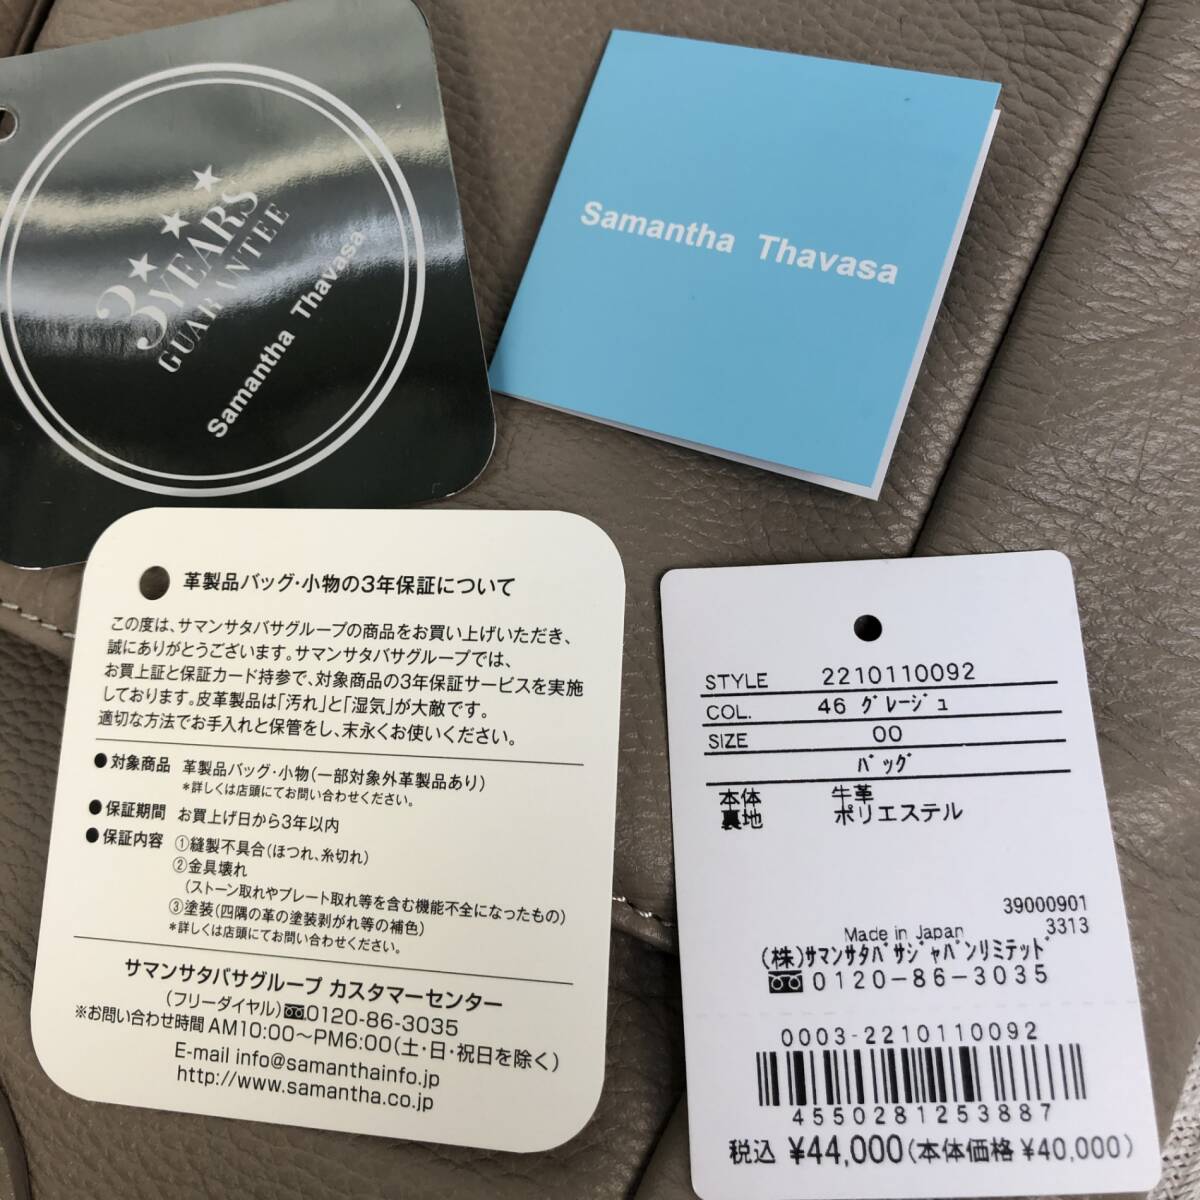 3 YEARS
GUARANTEE
Samantha Thavasa
Samantha Thavasa
革製品バッグ・小物の3年保証について
この度は、サマンサタバサグループの商品をお買い上げいただき、
誠にありがとうございます。サマンサタバサグループでは、
お買上証と保証カード持参で、対象商品の3年保証サービスを実施
しております。皮革製品は「汚れ」と「湿気」が大敵です。
適切な方法でお手入れと保管をし、末永くお使いください。
●対象商品 革製品バッグ・小物(一部対象外革製品あり)
*詳しくは店頭にてお問い合わせください。
●保証期間 お買上げ日から3年以内
●保証内容 ①縫製不具合(ほつれ、糸切れ)
②金具壊れ
(ストーン取れやプレート取れ等を含む機能不全になったもの)
③塗装(四隅の革の塗装剥がれ等の補色)
*詳しくは店頭にてお問い合わせください。
サマンサタバサグループ カスタマーセンター
(フリーダイヤル)0120-86-3035
※お問い合わせ時間 AM10:00~PM6:00(土・日・祝日を除く)
E-mail info@samanthainfo.jp
http://www.samantha.co.jp
STYLE 2210110092
COL. 46 グレージュ
SIZE 00
バッグ
本体 牛革
裏地 ポリエステル
39000901
Made in Japan 3313
(株)サマンサタバサジャパンリミテッド
0120-86-3035
0003-2210110092
4550281253887
税込 ¥44,000(本体価格 ¥40,000)